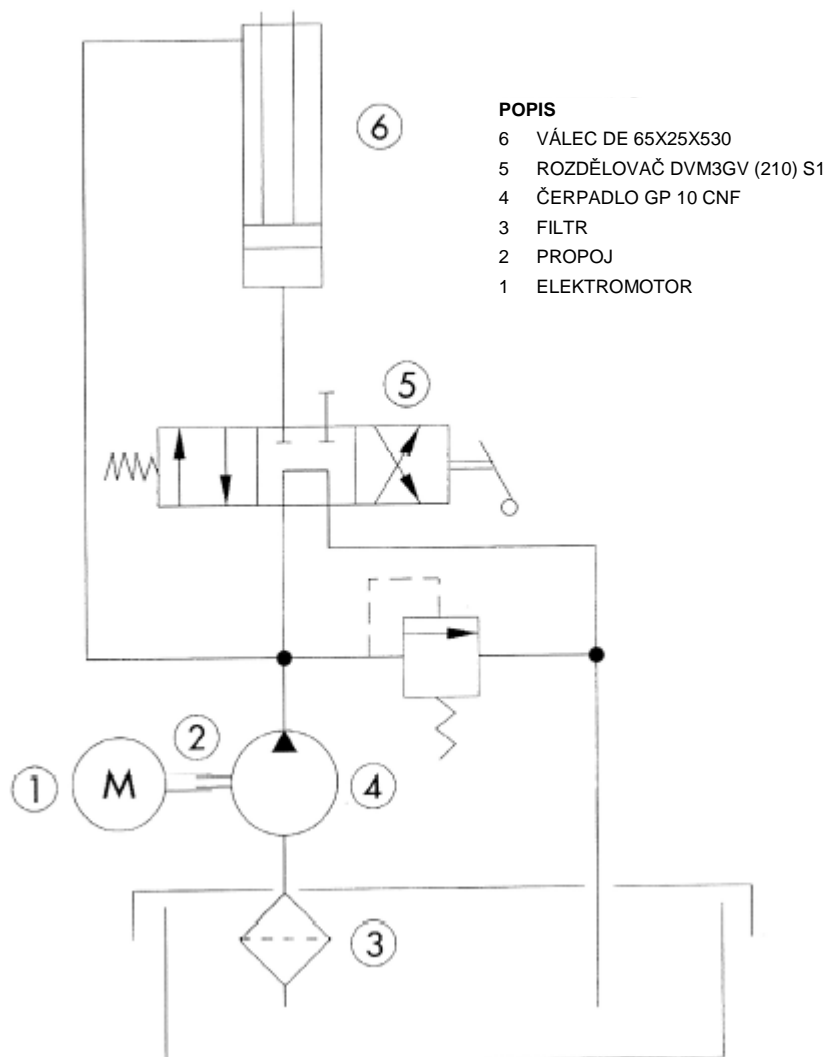 6
POPIS
6 VÁLEC DE 65X25X530
5 ROZDĚLOVAČ DVM3GV (210) S1
4 ČERPADLO GP 10 CNF
3 FILTR
2 PROPOJ
1 ELEKTROMOTOR
5
2
1
M
4
3